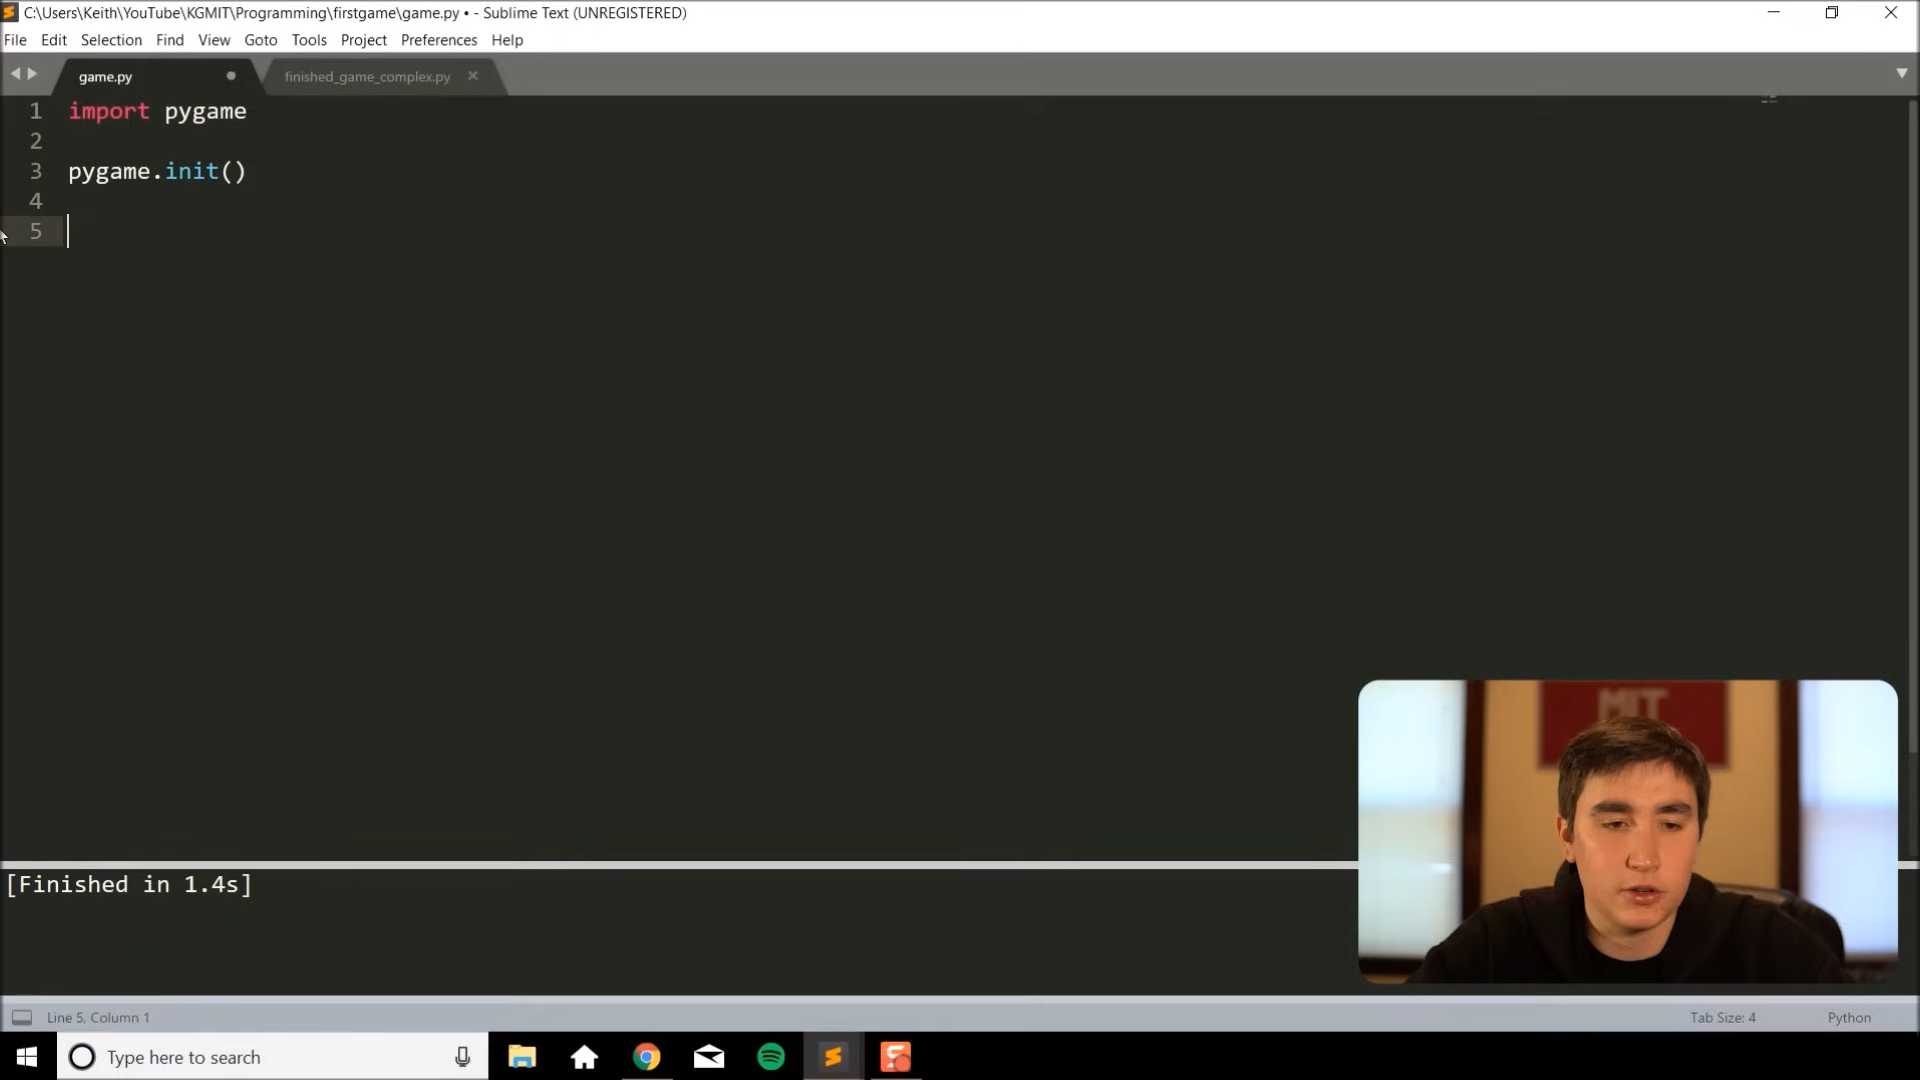 C:\Users\Keith\YouTube\KGMIT\Programming\firstgame\game.py • - Sublime Text (UNREGISTERED)
File Edit Selection Find View Goto Tools Project Preferences Help
game.py finished_game_complex.py
1 import pygame
2
3 pygame.init()
4
5
MIT
[Finished in 1.4s]
Line 5, Column 1 Tab Size: 4 Python
Type here to search